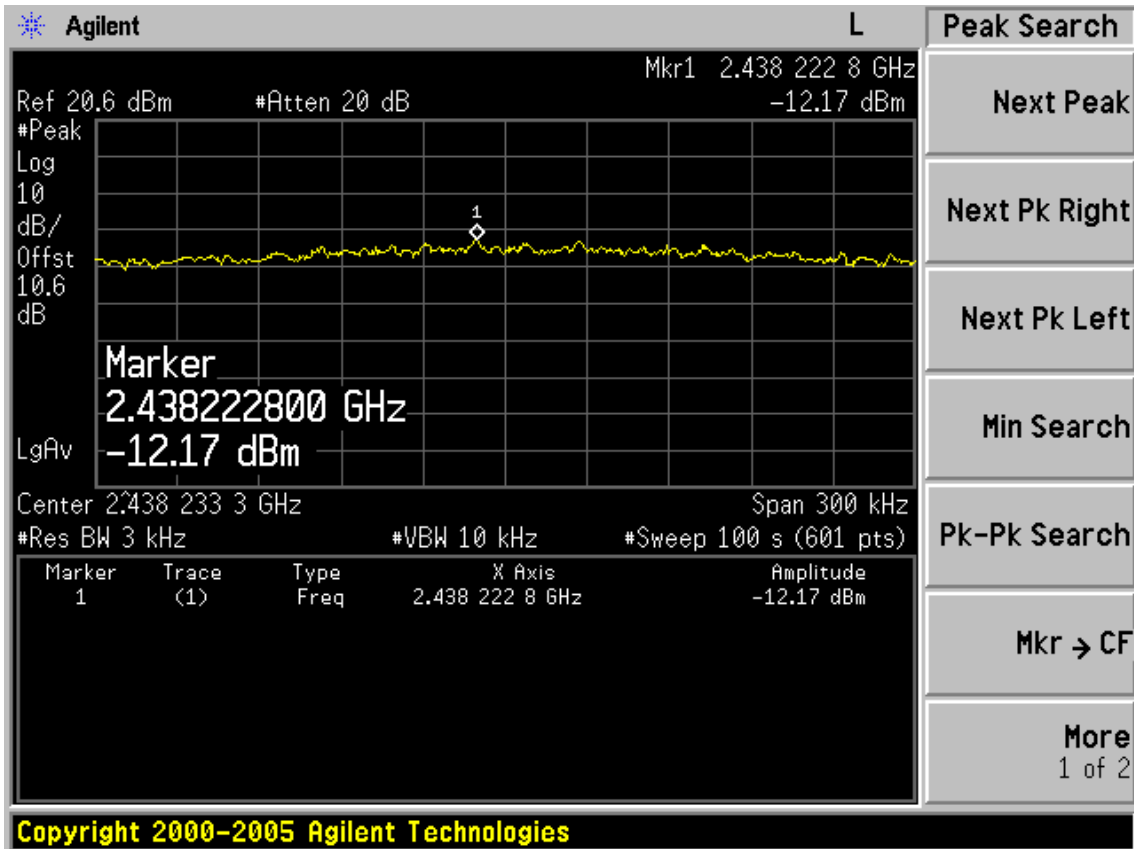 Agilent
L
Peak Search
Mkr1 2.438 222 8 GHz
Ref 20.6 dBm #Atten 20 dB -12.17 dBm
#Peak
Log
10
dB/
Offst
10.6
dB
1
Marker
2.438222800 GHz
-12.17 dBm
LgAv
Center 2.438 233 3 GHz Span 300 kHz
#Res BW 3 kHz #VBW 10 kHz #Sweep 100 s (601 pts)
Marker Trace Type X Axis Amplitude
1 (1) Freq 2.438 222 8 GHz -12.17 dBm
Next Peak
Next Pk Right
Next Pk Left
Min Search
Pk-Pk Search
Mkr → CF
More
1 of 2
Copyright 2000-2005 Agilent Technologies